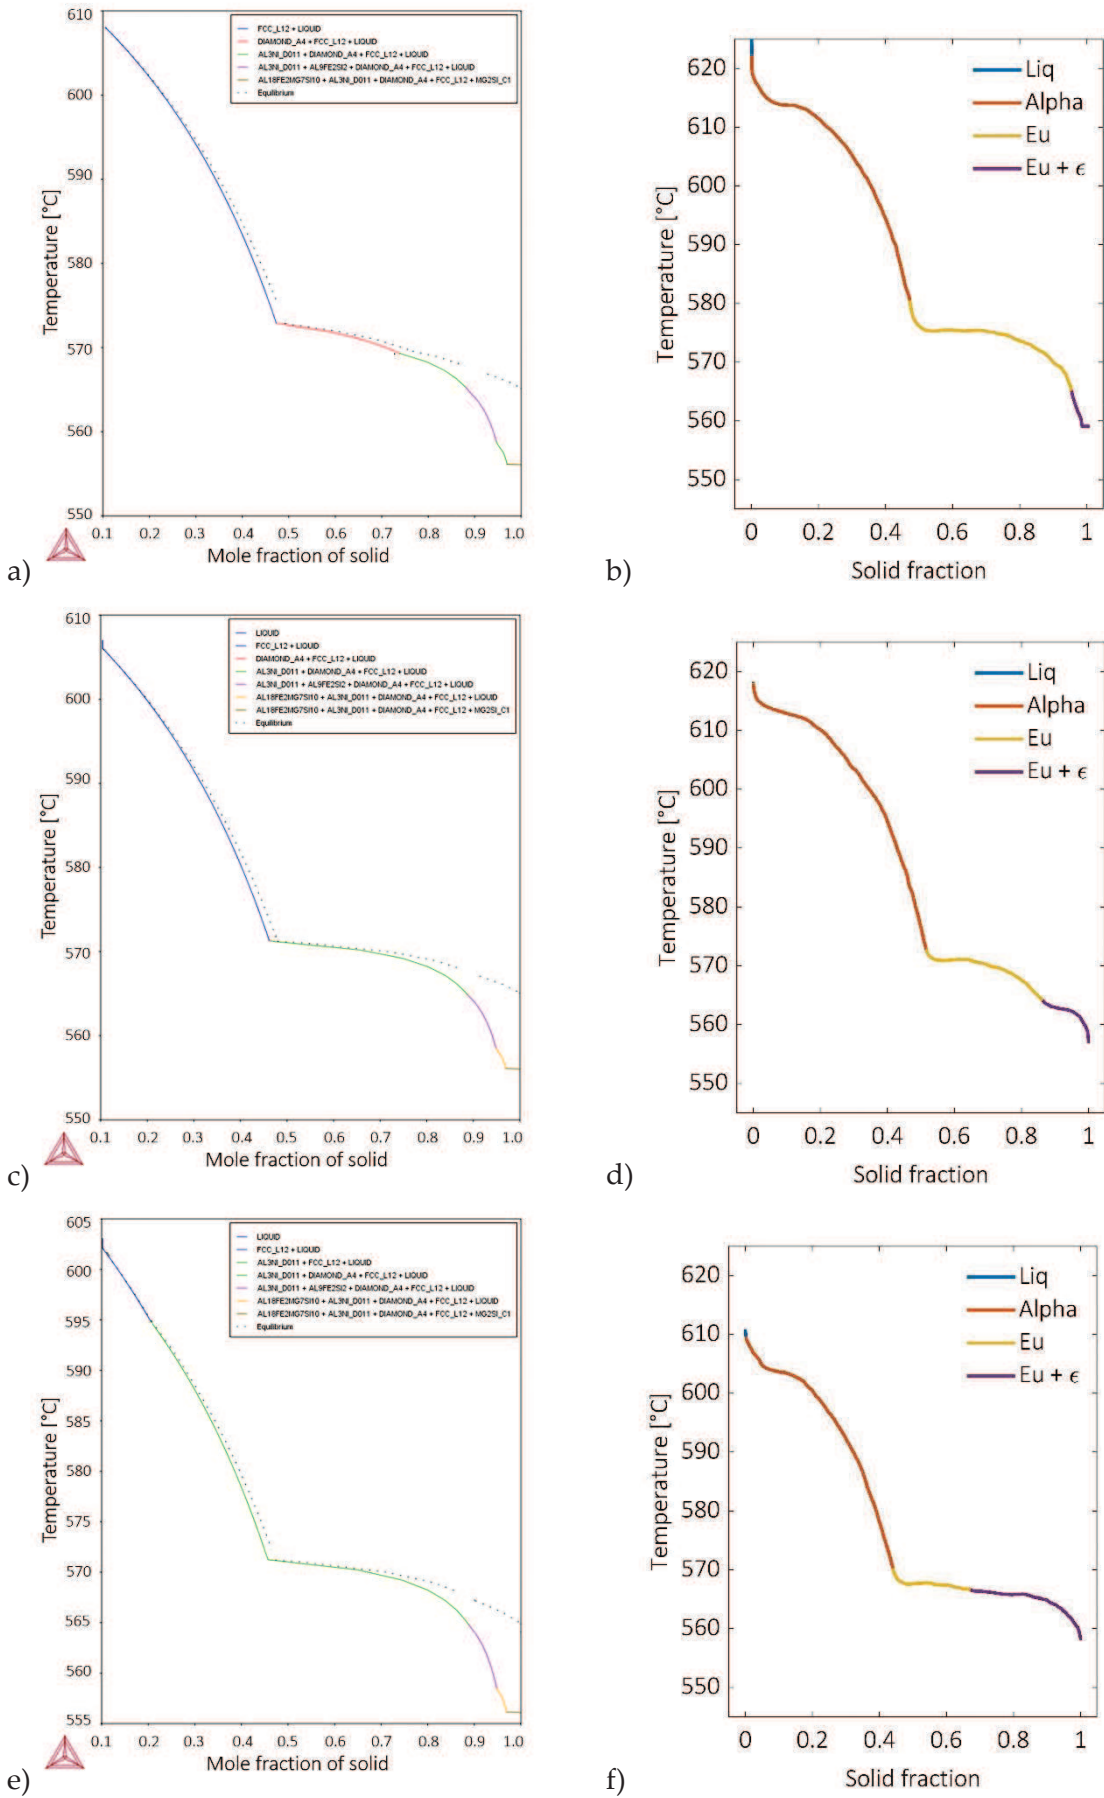 610
600
590
580
570
560
550
Temperature [°C]
FCC_L12 + LIQUID
DIAMOND_A4 + FCC_L12 + LIQUID
AL3NI_D011 + DIAMOND_A4 + FCC_L12 + LIQUID
AL3NI_D011 + AL9FE2SI2 + DIAMOND_A4 + FCC_L12 + LIQUID
AL18FE2MG7SI10 + AL3NI_D011 + DIAMOND_A4 + FCC_L12 + MG2SI_C1
Equilibrium
0.1 0.2 0.3 0.4 0.5 0.6 0.7 0.8 0.9 1.0
Mole fraction of solid
a)
620
610
600
590
580
570
560
550
Temperature [°C]
Liq
Alpha
Eu
Eu + ϵ
0 0.2 0.4 0.6 0.8 1
Solid fraction
b)
610
600
590
580
570
560
550
Temperature [°C]
LIQUID
FCC_L12 + LIQUID
DIAMOND_A4 + FCC_L12 + LIQUID
AL3NI_D011 + DIAMOND_A4 + FCC_L12 + LIQUID
AL3NI_D011 + AL9FE2SI2 + DIAMOND_A4 + FCC_L12 + LIQUID
AL18FE2MG7SI10 + AL3NI_D011 + DIAMOND_A4 + FCC_L12 + LIQUID
AL18FE2MG7SI10 + AL3NI_D011 + DIAMOND_A4 + FCC_L12 + MG2SI_C1
Equilibrium
0.1 0.2 0.3 0.4 0.5 0.6 0.7 0.8 0.9 1.0
Mole fraction of solid
c)
620
610
600
590
580
570
560
550
Temperature [°C]
Liq
Alpha
Eu
Eu + ϵ
0 0.2 0.4 0.6 0.8 1
Solid fraction
d)
605
600
595
590
585
580
575
570
565
560
555
Temperature [°C]
LIQUID
FCC_L12 + LIQUID
AL3NI_D011 + FCC_L12 + LIQUID
AL3NI_D011 + DIAMOND_A4 + FCC_L12 + LIQUID
AL3NI_D011 + AL9FE2SI2 + DIAMOND_A4 + FCC_L12 + LIQUID
AL18FE2MG7SI10 + AL3NI_D011 + DIAMOND_A4 + FCC_L12 + LIQUID
AL18FE2MG7SI10 + AL3NI_D011 + DIAMOND_A4 + FCC_L12 + MG2SI_C1
Equilibrium
0.1 0.2 0.3 0.4 0.5 0.6 0.7 0.8 0.9 1.0
Mole fraction of solid
e)
620
610
600
590
580
570
560
550
Temperature [°C]
Liq
Alpha
Eu
Eu + ϵ
0 0.2 0.4 0.6 0.8 1
Solid fraction
f)